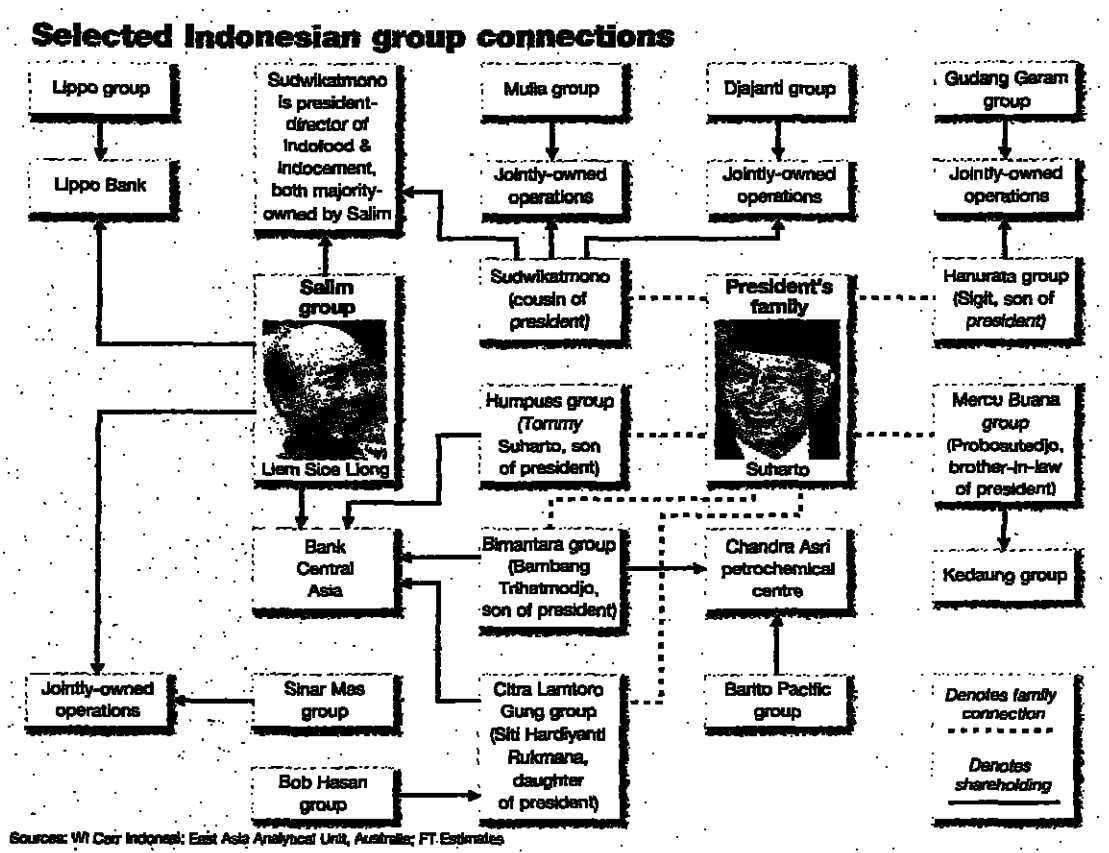 Selected Indonesian group connections
Lippo group
Sudwikatmono
is president-
director of
Indofood &
Indocement,
both majority-
owned by Salim
Mulia group
Djajanti group
Gudang Garam
group
Lippo Bank
Jointly-owned
operations
Jointly-owned
operations
Jointly-owned
operations
Salim
group
Liem Sioe Liong
Sudwikatmono
(cousin of
president)
President's
family
Suharto
Hanurata group
(Sigit, son of
president)
Humpuss group
(Tommy
Suharto, son
of president)
Mercu Buana
group
(Probosutedjo,
brother-in-law
of president)
Bank
Central
Asia
Bimantara group
(Bambang
Trihatmodjo,
son of president)
Chandra Asri
petrochemical
centre
Kedaung group
Jointly-owned
operations
Sinar Mas
group
Citra Lamtoro
Gung group
(Siti Hardiyanti
Rukmana,
daughter
of president)
Barito Pacific
group
Denotes family
connection
Denotes
shareholding
Bob Hasan
group
Sources: WI Carr Indonesi; East Asia Analytical Unit, Australia; FT Estimates